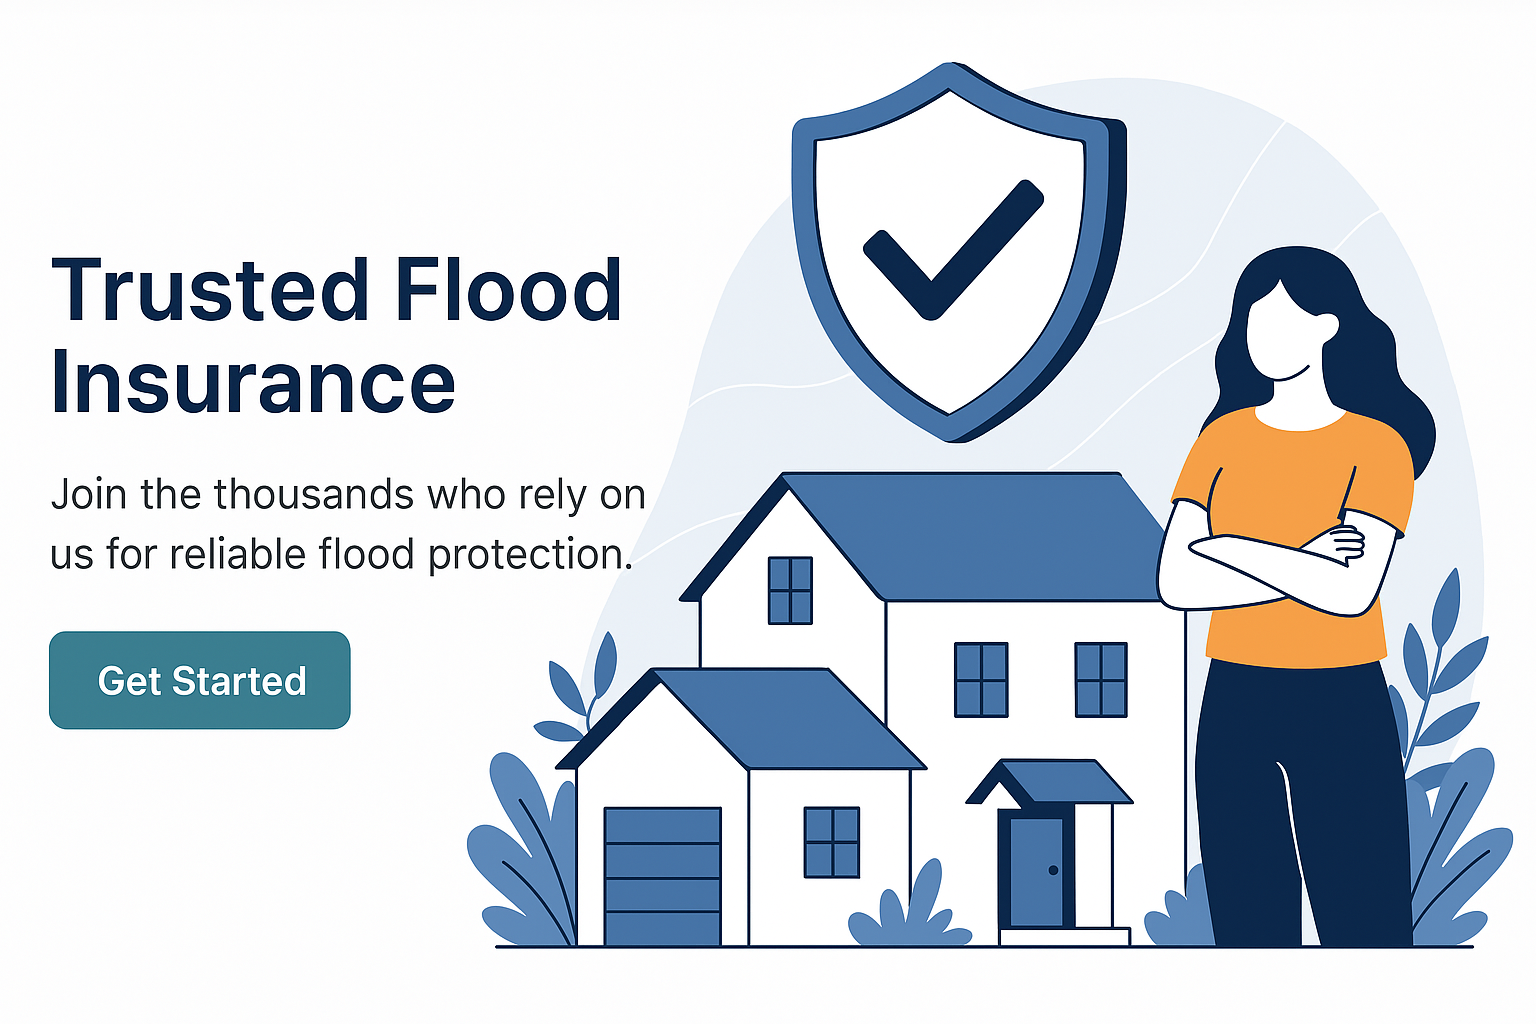 Trusted Flood
Insurance
Join the thousands who rely on
us for reliable flood protection.
Get Started